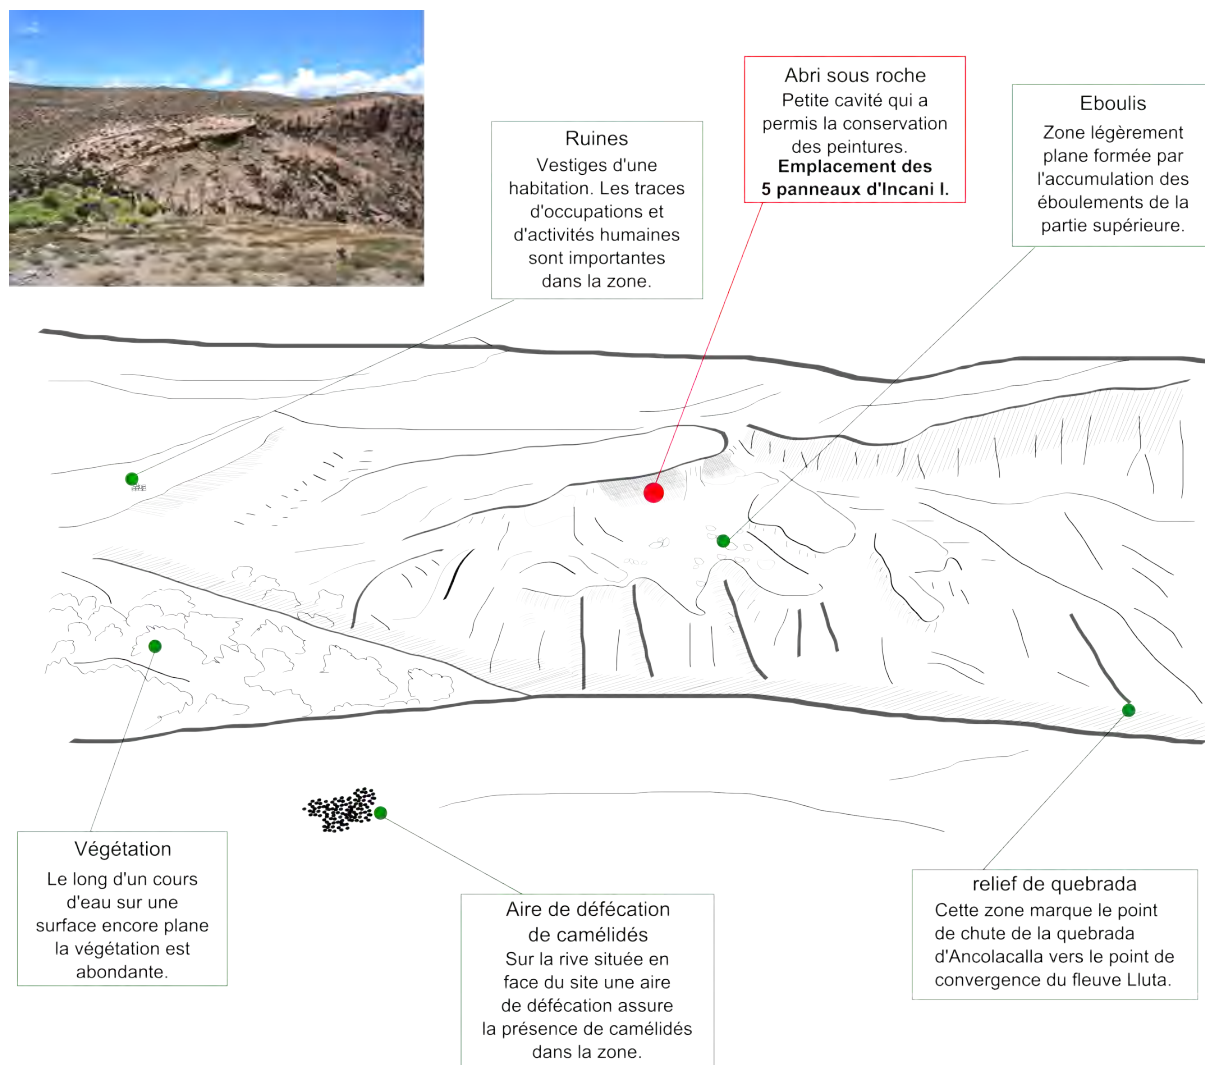 Abri sous roche
Petite cavité qui a
permis la conservation
des peintures.
Emplacement des
5 panneaux d'Incani I.
Eboulis
Zone légèrement
plane formée par
l'accumulation des
éboulements de la
partie supérieure.
Ruines
Vestiges d'une
habitation. Les traces
d'occupations et
d'activités humaines
sont importantes
dans la zone.
Végétation
Le long d'un cours
d'eau sur une
surface encore plane
la végétation est
abondante.
Aire de défécation
de camélidés
Sur la rive située en
face du site une aire
de défécation assure
la présence de camélidés
dans la zone.
relief de quebrada
Cette zone marque le point
de chute de la quebrada
d'Ancolacalla vers le point de
convergence du fleuve Lluta.